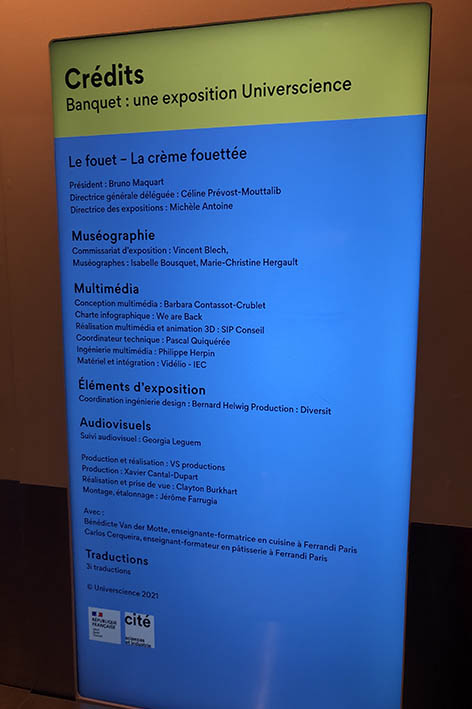 Crédits
Banquet : une exposition Universcience
Le fouet – La crème fouettée
Président : Bruno Maquart
Directrice générale déléguée : Céline Prévost-Mouttalib
Directrice des expositions : Michèle Antoine
Muséographie
Commissariat d'exposition : Vincent Blech,
Muséographes : Isabelle Bousquet, Marie-Christine Hergault
Multimédia
Conception multimédia : Barbara Contassot-Crublet
Charte infographique : We are Back
Réalisation multimédia et animation 3D : SIP Conseil
Coordinateur technique : Pascal Quiquérée
Ingénierie multimédia : Philippe Herpin
Matériel et intégration : Vidélio - IEC
Éléments d'exposition
Coordination ingénierie design : Bernard Helwig Production : Diversit
Audiovisuels
Suivi audiovisuel : Georgia Leguem
Production et réalisation : VS productions
Production : Xavier Cantal-Dupart
Réalisation et prise de vue : Clayton Burkhart
Montage, étalonnage : Jérôme Farrugia
Avec :
Bénédicte Van der Motte, enseignante-formatrice en cuisine à Ferrandi Paris
Carlos Cerqueira, enseignant-formateur en pâtisserie à Ferrandi Paris
Traductions
3i traductions
© Universcience 2021
RÉPUBLIQUE
FRANÇAISE
cité
sciences
et industrie